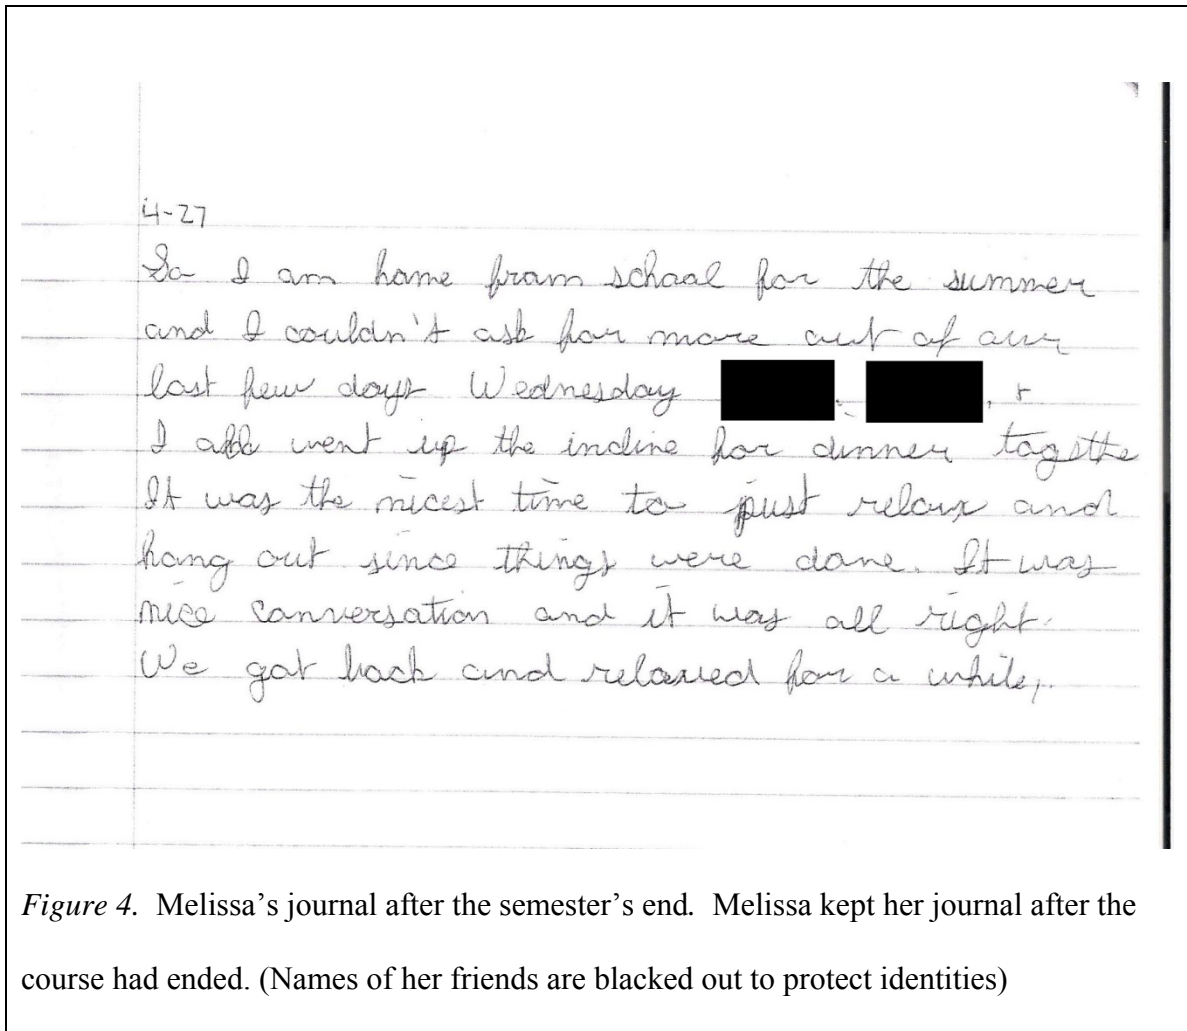 4-27
So I am home from school for the summer
and I couldn't ask for more out of our
last few days Wednesday , , +
I all went up the incline for dinner togethe
It was the nicest time to just relax and
hang out since things were done. It was
nice conversation and it was all right.
We got back and relaxed for a while,.
Figure 4. Melissa's journal after the semester's end. Melissa kept her journal after the
course had ended. (Names of her friends are blacked out to protect identities)